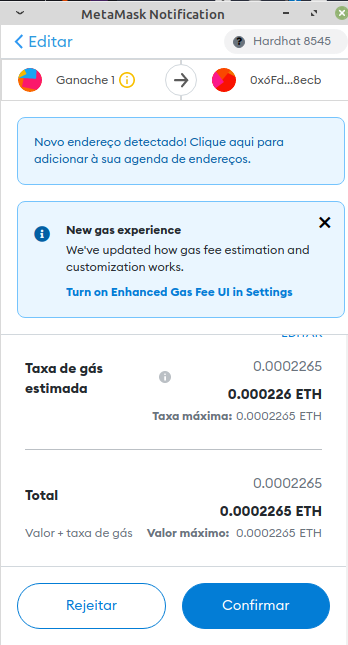 MetaMask Notification
Editar
Hardhat 8545
Ganache 1
0x6Fd...8ecb
Novo endereço detectado! Clique aqui para
adicionar à sua agenda de endereços.
New gas experience
We've updated how gas fee estimation and
customization works.
Turn on Enhanced Gas Fee UI in Settings
EDITAR
Taxa de gás
estimada
0.0002265
0.000226 ETH
Taxa máxima: 0.0002265 ETH
Total
0.0002265
0.0002265 ETH
Valor + taxa de gás
Valor máximo: 0.0002265 ETH
Rejeitar
Confirmar